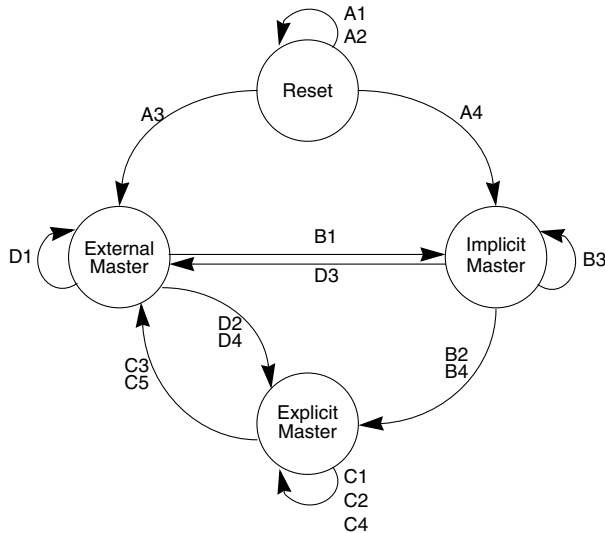 A1
A2
Reset
A3
A4
External
Master
Implicit
Master
D1
B1
D3
B3
D2
D4
B2
B4
C3
C5
Explicit
Master
C1
C2
C4